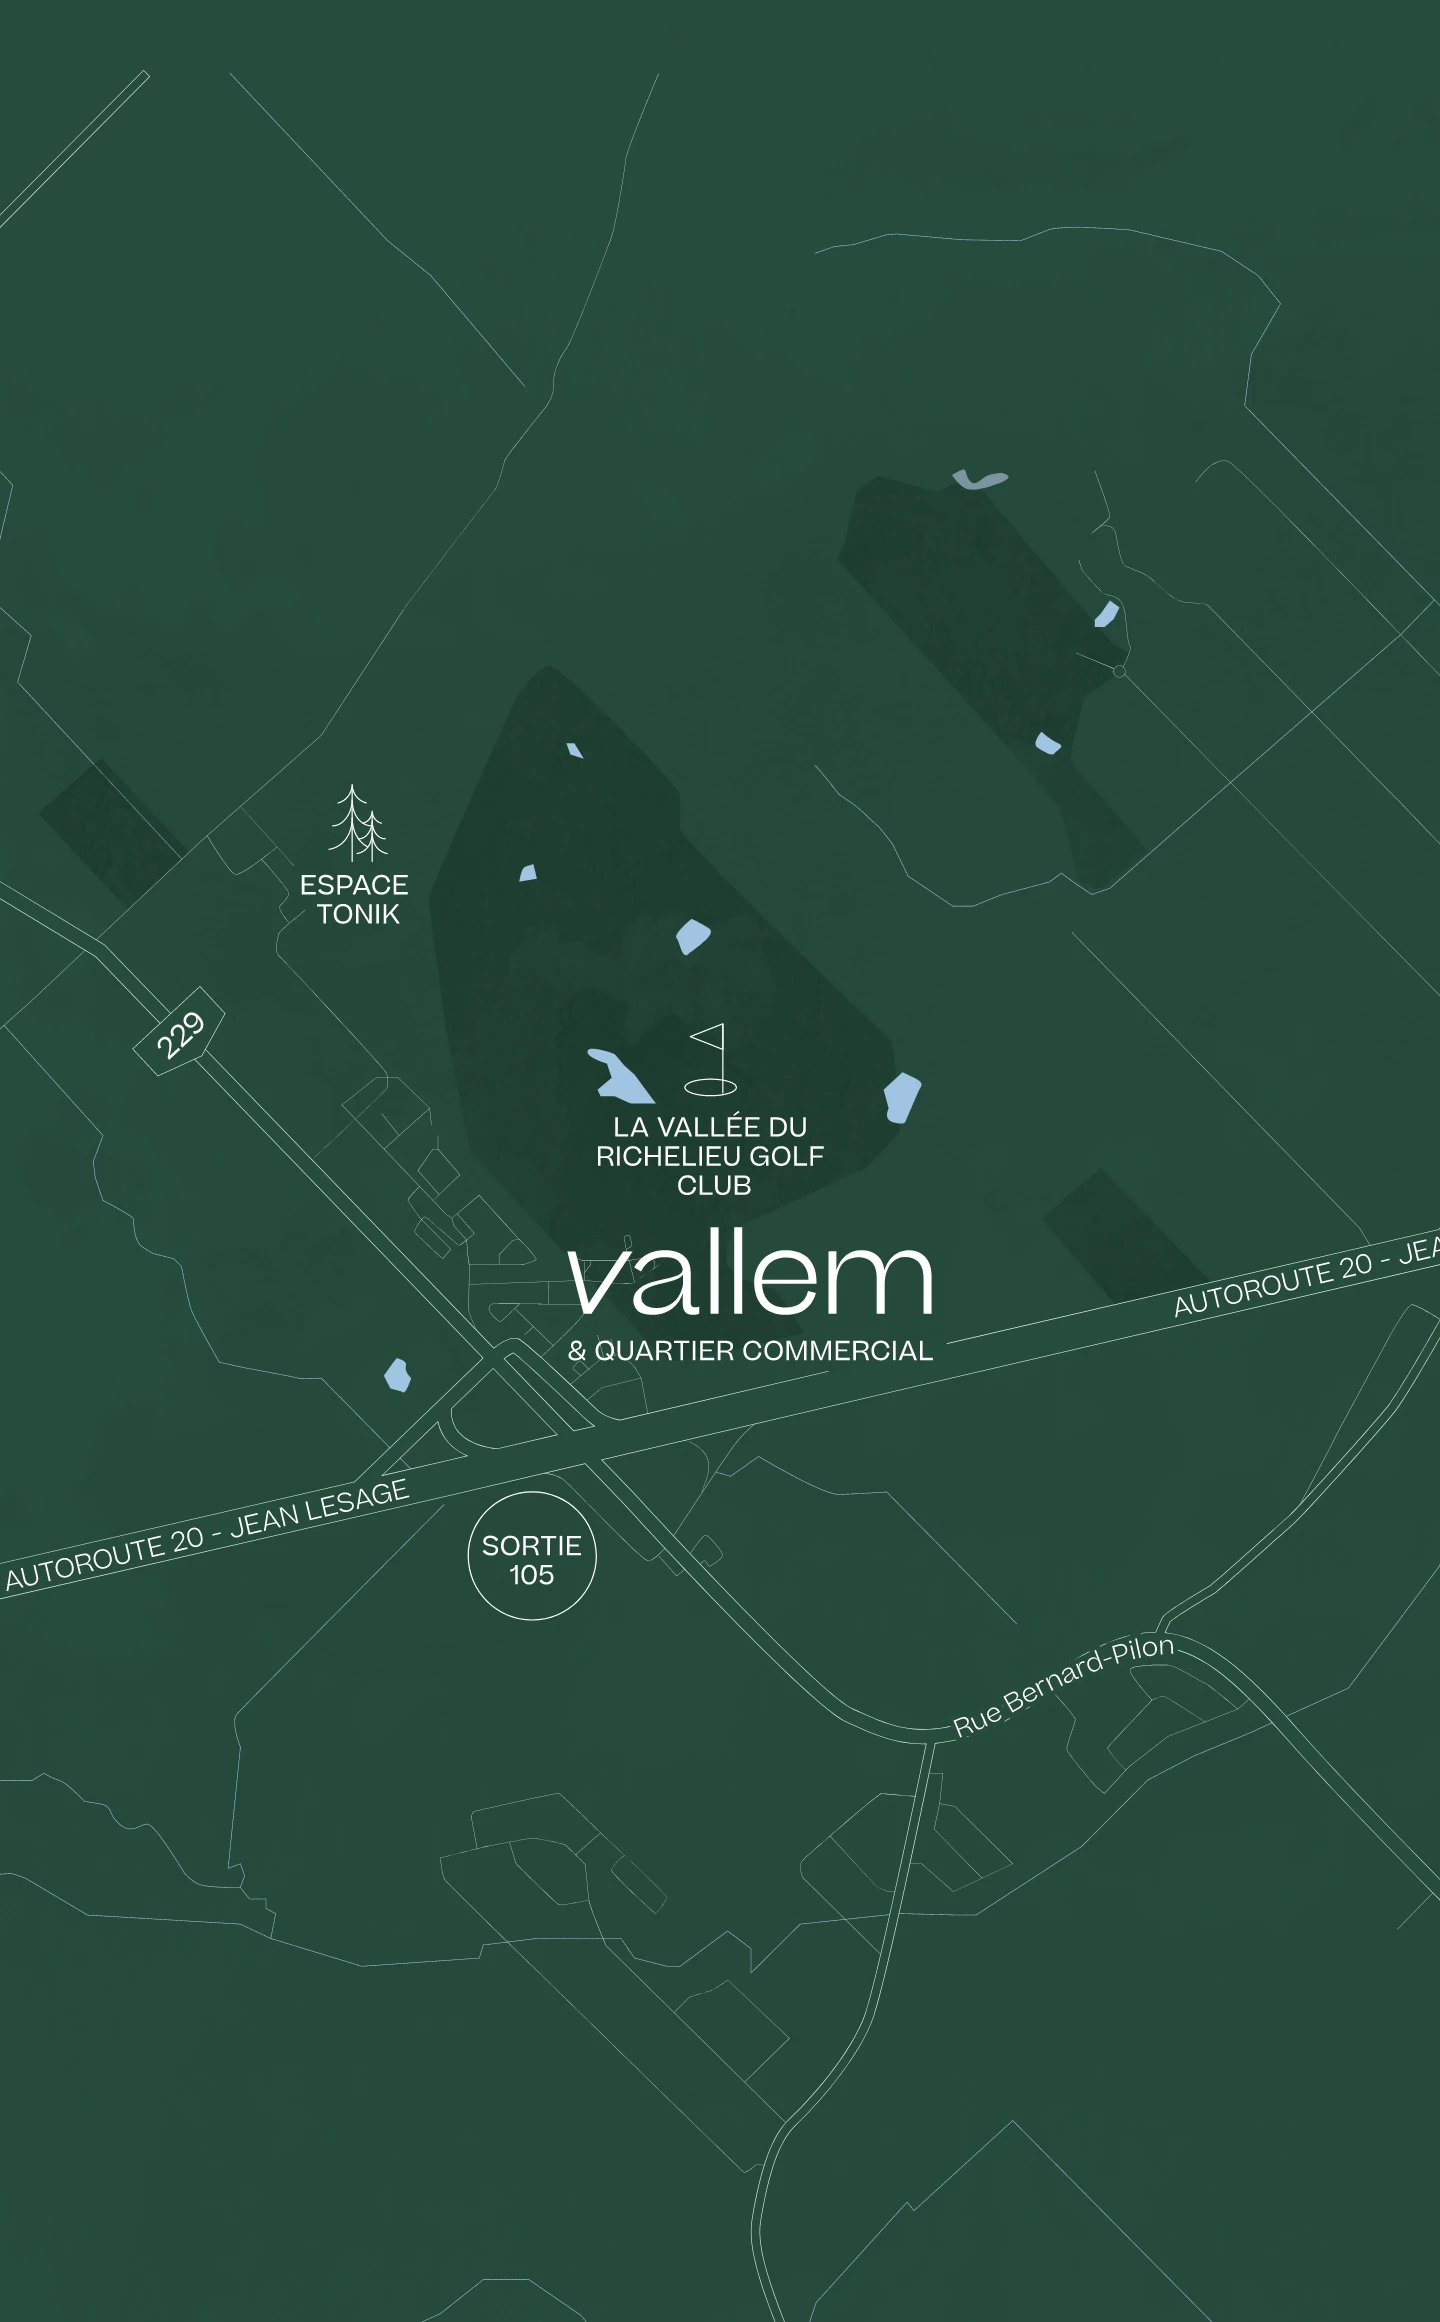 ESPACE
TONIK
229
LA VALLÉE DU
RICHELIEU GOLF
CLUB
vallem
& QUARTIER COMMERCIAL
AUTOROUTE 20 - JEA
AUTOROUTE 20 - JEAN LESAGE
SORTIE
105
Rue Bernard-Pilon